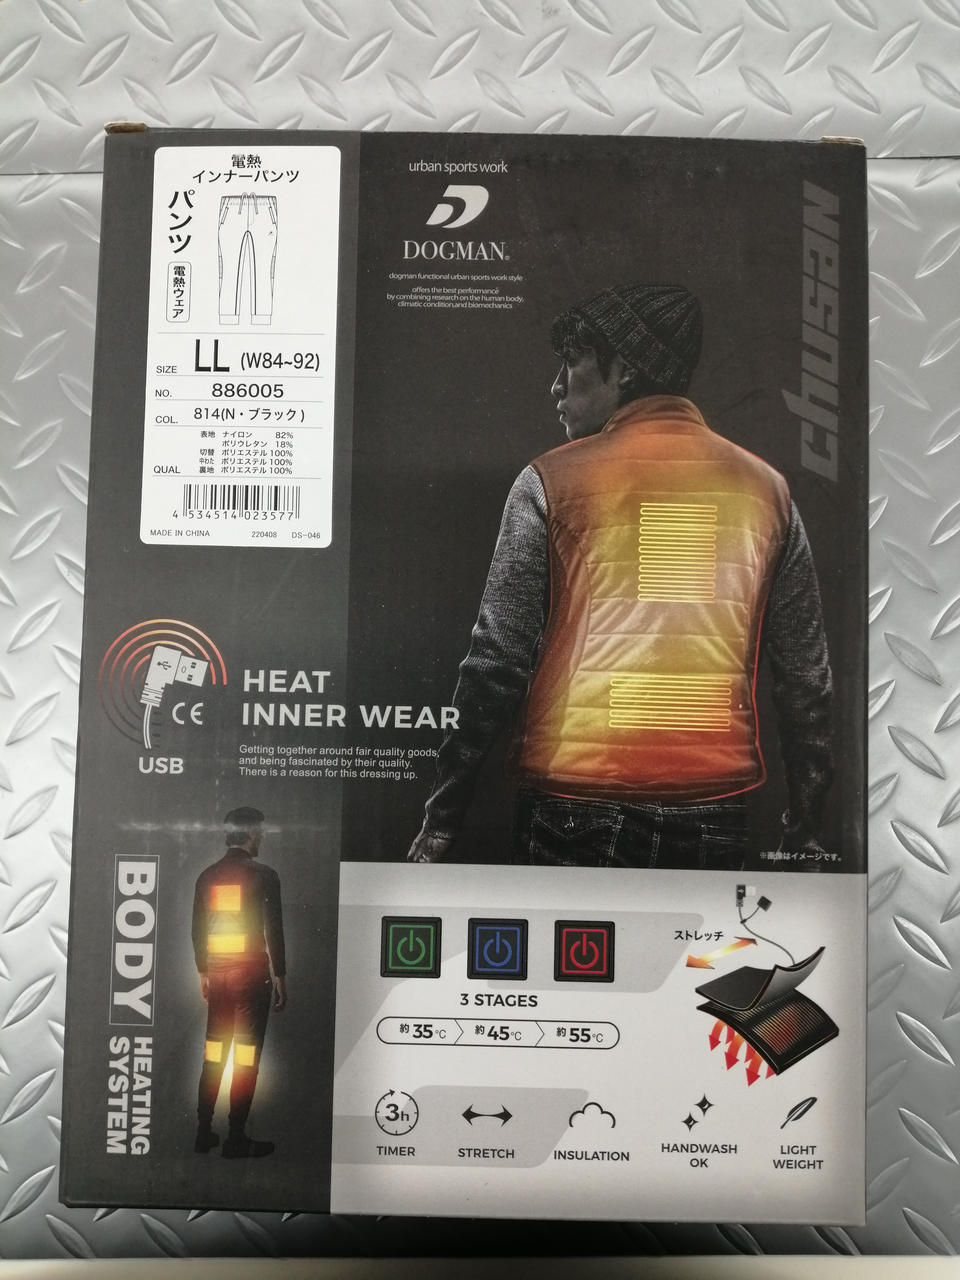 電熱
インナーパンツ
パンツ
電熱ウェア
SIZE LL (W84~92)
NO. 886005
COL. 814(N・ブラック)
QUAL
表地 ナイロン 82%
ポリウレタン 18%
切替 ポリエステル 100%
中わた ポリエステル 100%
裏地 ポリエステル 100%
4 534514 023577
MADE IN CHINA 220408 DS-046
urban sports work
DOGMAN®
dogman functional urban sports work style
offers the best performance
by combining research on the human body,
climatic condition,and biomechanics
chusan
CE
USB
HEAT
INNER WEAR
Getting together around fair quality goods,
and being fascinated by their quality.
There is a reason for this dressing up.
※画像はイメージです。
BODY
HEATING
SYSTEM
3 STAGES
約35℃ 約45℃ 約55℃
ストレッチ
3h
TIMER
STRETCH
INSULATION
HANDWASH
OK
LIGHT
WEIGHT